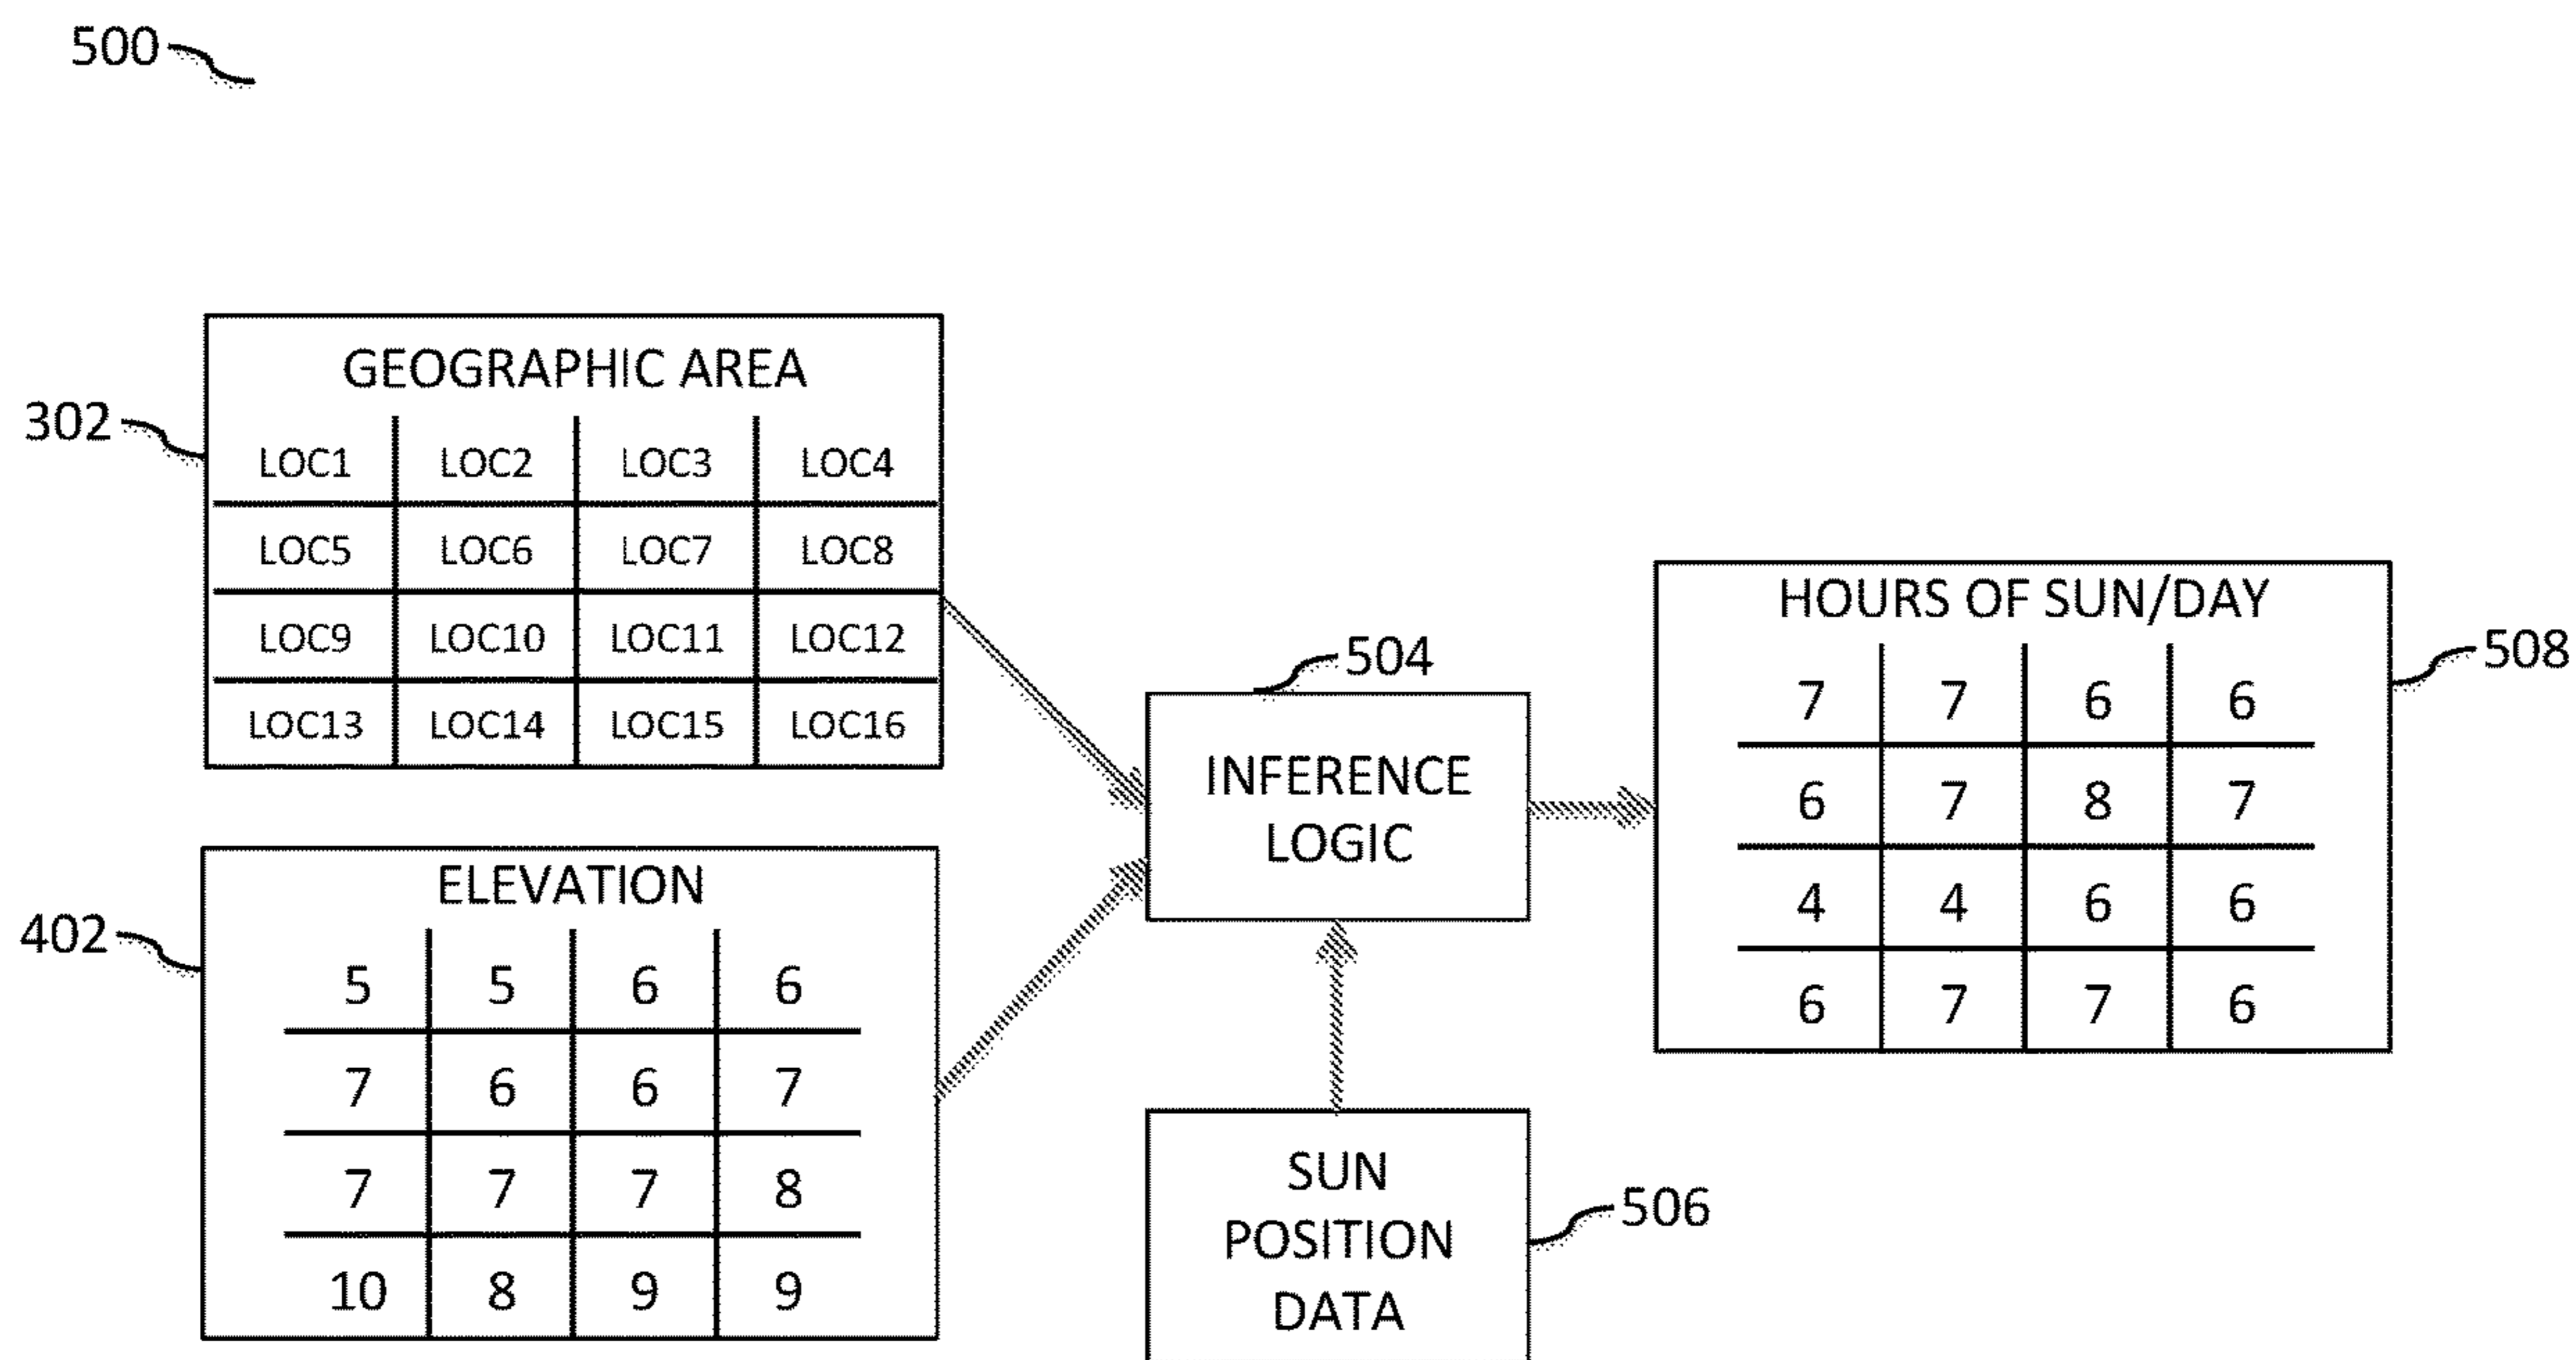 500
302
GEOGRAPHIC AREA
LOC1 LOC2 LOC3 LOC4
LOC5 LOC6 LOC7 LOC8
LOC9 LOC10 LOC11 LOC12
LOC13 LOC14 LOC15 LOC16
402
ELEVATION
5 5 6 6
7 6 6 7
7 7 7 8
10 8 9 9
504
INFERENCE
LOGIC
506
SUN
POSITION
DATA
508
HOURS OF SUN/DAY
7 7 6 6
6 7 8 7
4 4 6 6
6 7 7 6